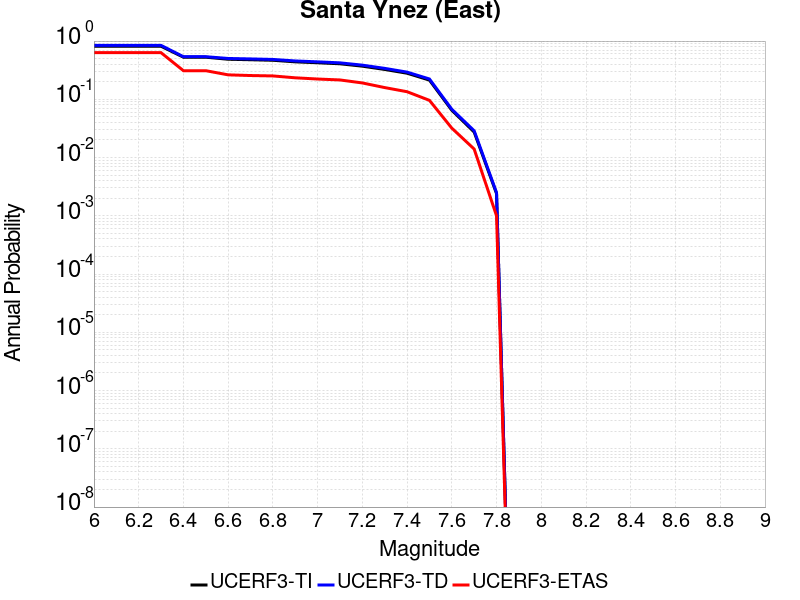 Santa Ynez (East)
10^0
10^-1
10^-2
10^-3
10^-4
10^-5
10^-6
10^-7
10^-8
Annual Probability
6 6.2 6.4 6.6 6.8 7 7.2 7.4 7.6 7.8 8 8.2 8.4 8.6 8.8 9
Magnitude
UCERF3-TI UCERF3-TD UCERF3-ETAS